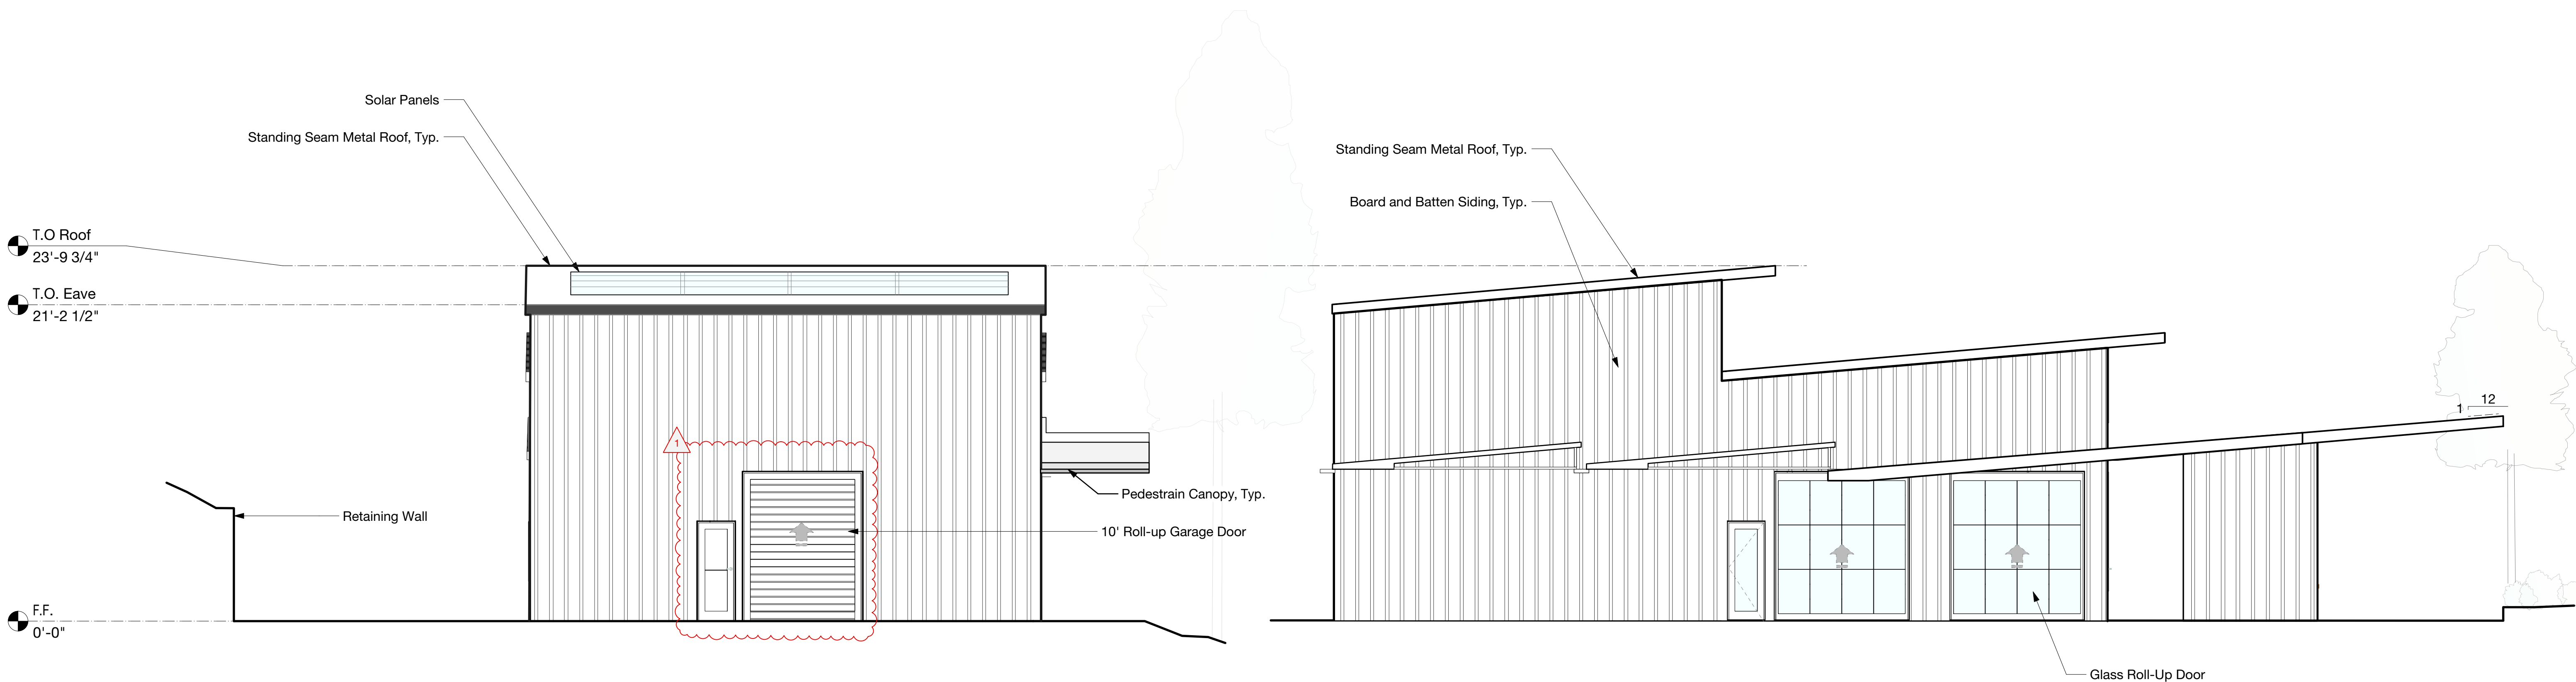 Solar Panels
Standing Seam Metal Roof, Typ.
T.O Roof
23'-9 3/4"
T.O. Eave
21'-2 1/2"
1
Pedestrain Canopy, Typ.
Retaining Wall
10' Roll-up Garage Door
F.F.
0'-0"
Standing Seam Metal Roof, Typ.
Board and Batten Siding, Typ.
12
1
Glass Roll-Up Door